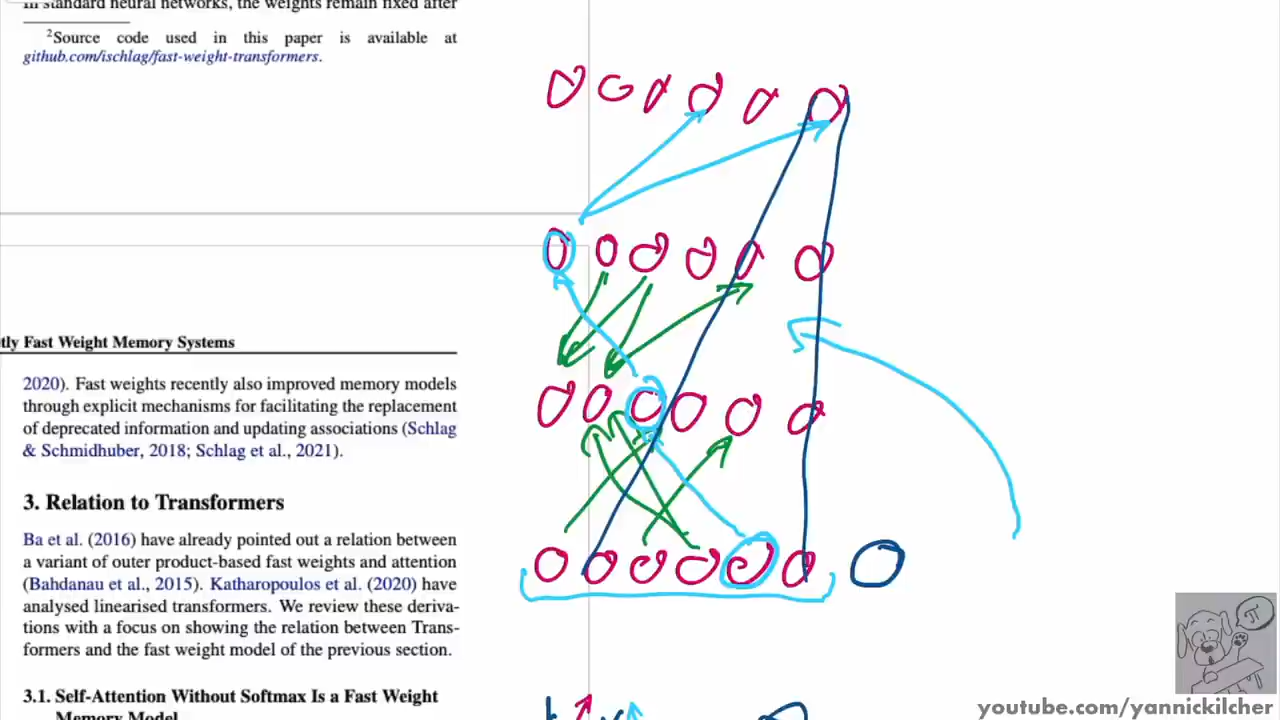 in standard neural networks, the weights remain fixed after
2Source code used in this paper is available at
github.com/ischlag/fast-weight-transformers.
tly Fast Weight Memory Systems
2020). Fast weights recently also improved memory models
through explicit mechanisms for facilitating the replacement
of deprecated information and updating associations (Schlag
& Schmidhuber, 2018; Schlag et al., 2021).
3. Relation to Transformers
Ba et al. (2016) have already pointed out a relation between
a variant of outer product-based fast weights and attention
(Bahdanau et al., 2015). Katharopoulos et al. (2020) have
analysed linearised transformers. We review these deriva-
tions with a focus on showing the relation between Trans-
formers and the fast weight model of the previous section.
3.1. Self-Attention Without Softmax Is a Fast Weight
Memory Model
π
youtube.com/yannickilcher